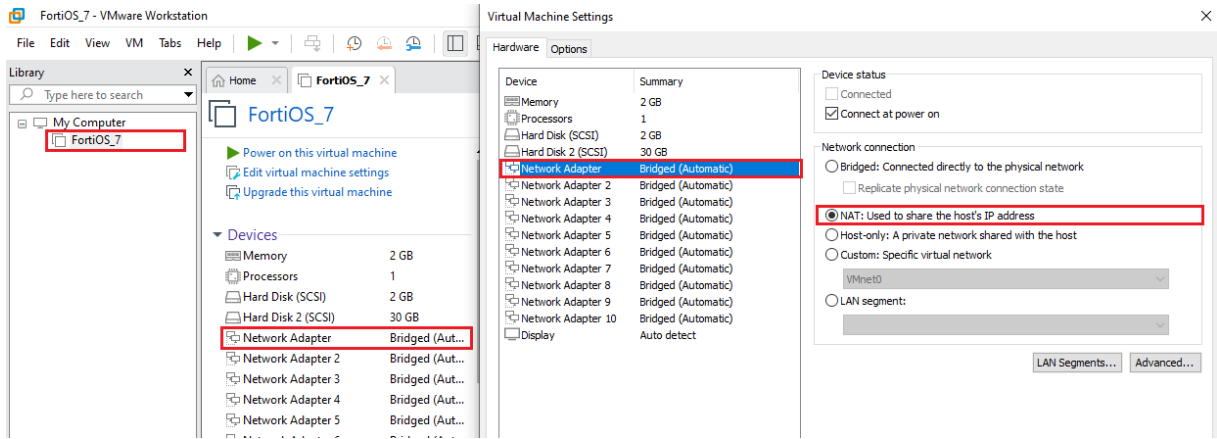 FortiOS_7 - VMware Workstation
File Edit View VM Tabs Help
Library
Type here to search
My Computer
FortiOS_7
Home
FortiOS_7
FortiOS_7
Power on this virtual machine
Edit virtual machine settings
Upgrade this virtual machine
Devices
Memory 2 GB
Processors 1
Hard Disk (SCSI) 2 GB
Hard Disk 2 (SCSI) 30 GB
Network Adapter Bridged (Aut...
Network Adapter 2 Bridged (Aut...
Network Adapter 3 Bridged (Aut...
Network Adapter 4 Bridged (Aut...
Network Adapter 5 Bridged (Aut...
Virtual Machine Settings
Hardware Options
Device Summary
Memory 2 GB
Processors 1
Hard Disk (SCSI) 2 GB
Hard Disk 2 (SCSI) 30 GB
Network Adapter Bridged (Automatic)
Network Adapter 2 Bridged (Automatic)
Network Adapter 3 Bridged (Automatic)
Network Adapter 4 Bridged (Automatic)
Network Adapter 5 Bridged (Automatic)
Network Adapter 6 Bridged (Automatic)
Network Adapter 7 Bridged (Automatic)
Network Adapter 8 Bridged (Automatic)
Network Adapter 9 Bridged (Automatic)
Network Adapter 10 Bridged (Automatic)
Display Auto detect
Device status
Connected
Connect at power on
Network connection
Bridged: Connected directly to the physical network
Replicate physical network connection state
NAT: Used to share the host's IP address
Host-only: A private network shared with the host
Custom: Specific virtual network
VMnet0
LAN segment:
LAN Segments... Advanced...